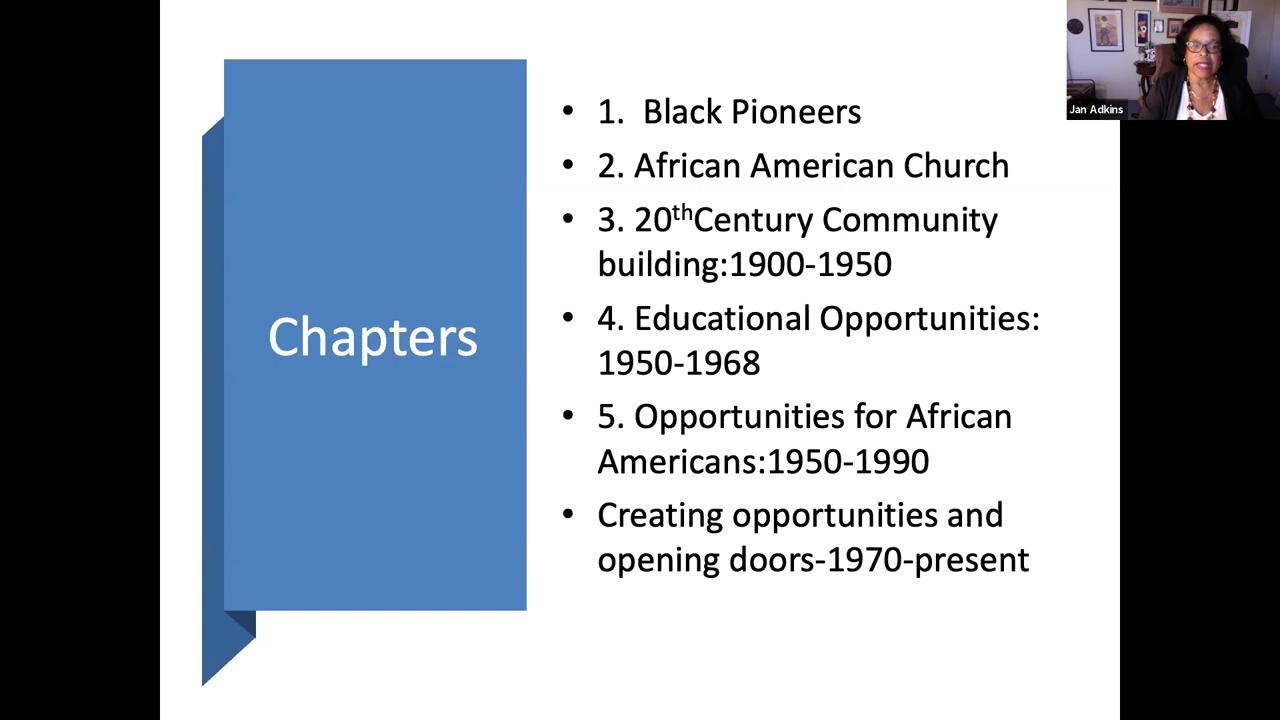 Chapters
• 1.  Black Pioneers
• 2. African American Church
• 3. 20thCentury Community
building:1900-1950
• 4. Educational Opportunities:
1950-1968
• 5. Opportunities for African
Americans:1950-1990
• Creating opportunities and
opening doors-1970-present
Jan Adkins